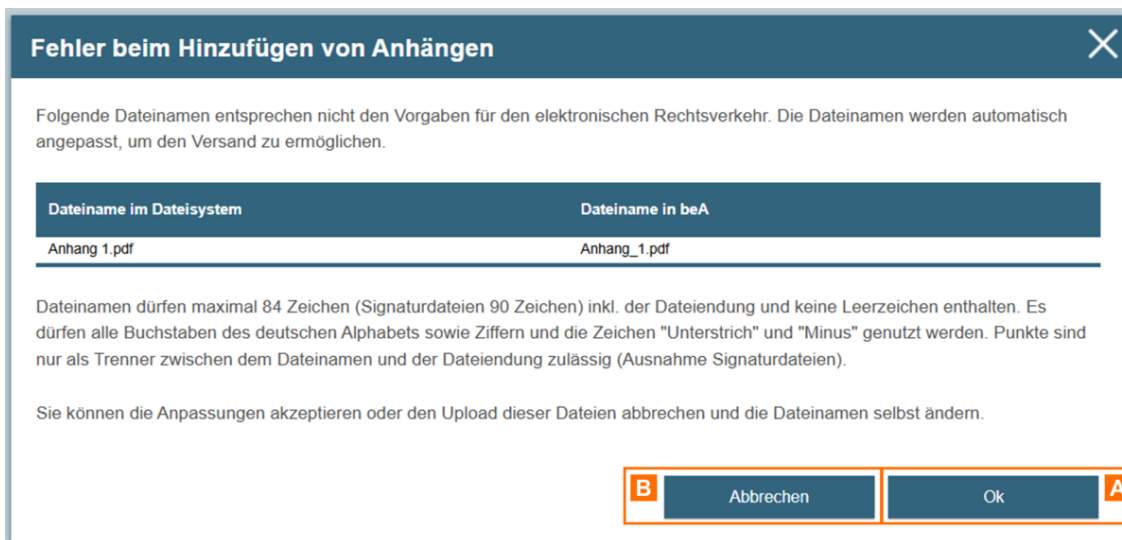 Fehler beim Hinzufügen von Anhängen
Folgende Dateinamen entsprechen nicht den Vorgaben für den elektronischen Rechtsverkehr. Die Dateinamen werden automatisch
angepasst, um den Versand zu ermöglichen.
Dateiname im Dateisystem Dateiname in beA
Anhang 1.pdf Anhang_1.pdf
Dateinamen dürfen maximal 84 Zeichen (Signaturdateien 90 Zeichen) inkl. der Dateiendung und keine Leerzeichen enthalten. Es
dürfen alle Buchstaben des deutschen Alphabets sowie Ziffern und die Zeichen "Unterstrich" und "Minus" genutzt werden. Punkte sind
nur als Trenner zwischen dem Dateinamen und der Dateiendung zulässig (Ausnahme Signaturdateien).
Sie können die Anpassungen akzeptieren oder den Upload dieser Dateien abbrechen und die Dateinamen selbst ändern.
B Abbrechen Ok A